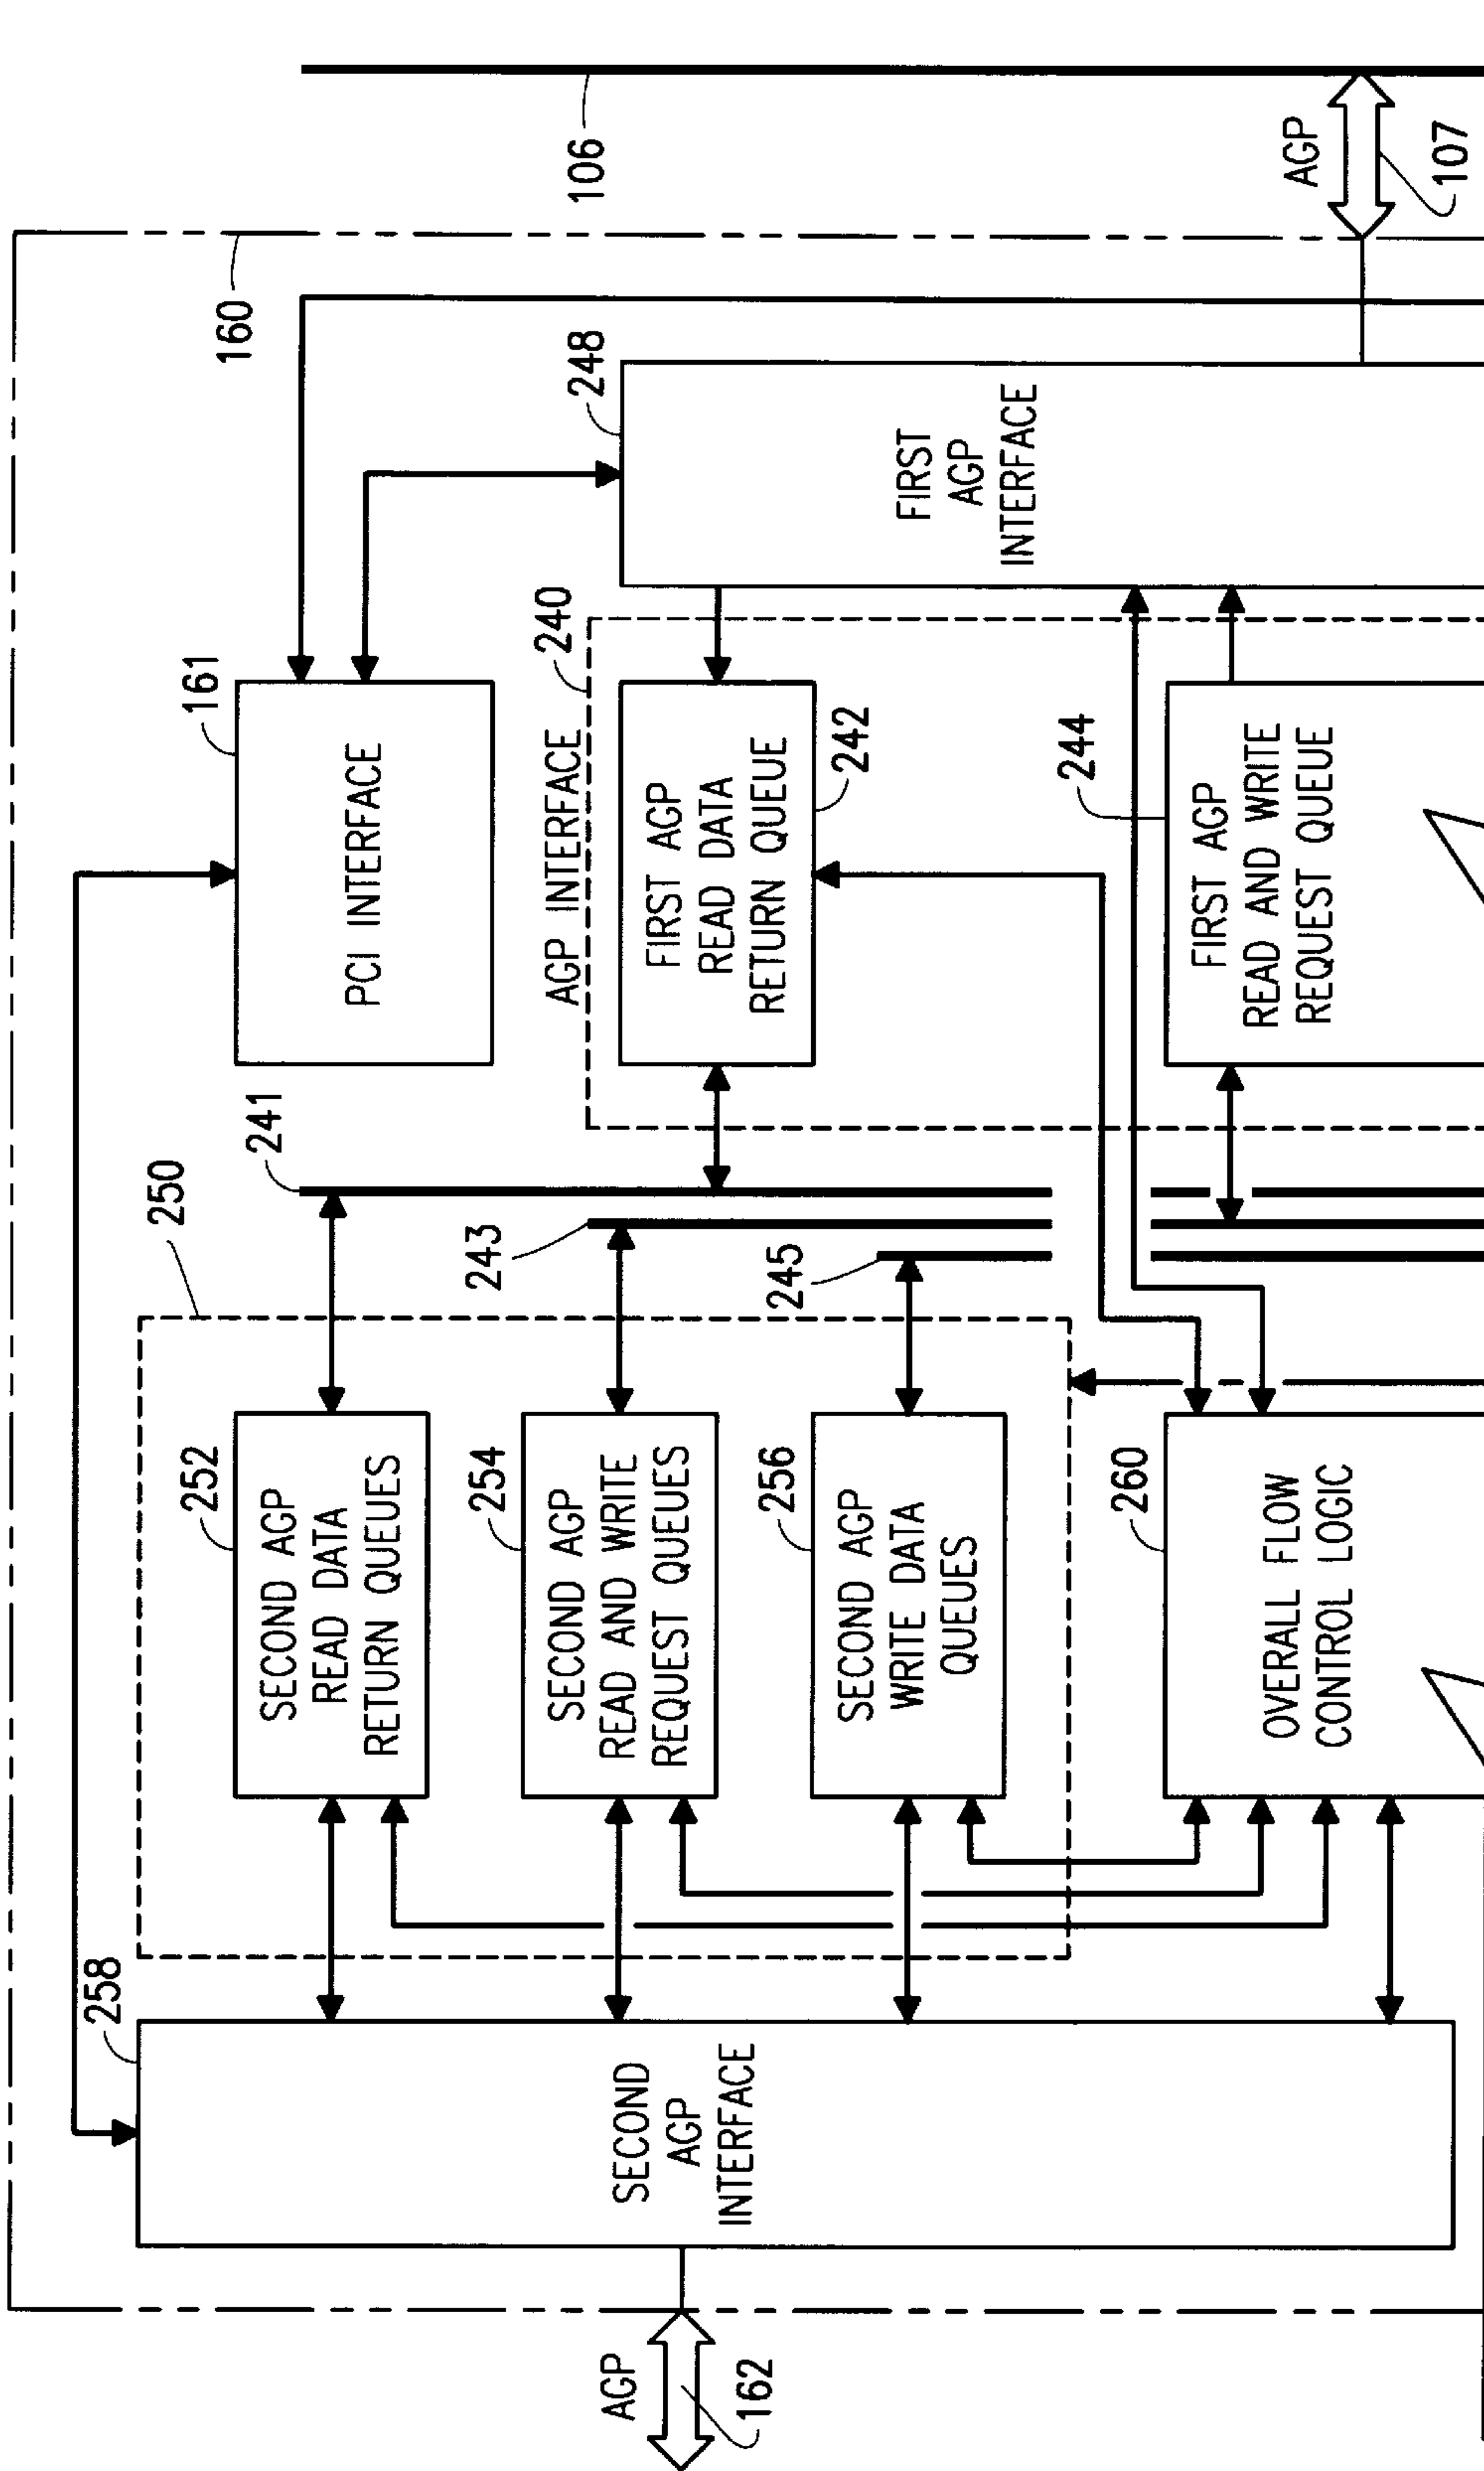 106
AGP
107
160
248
FIRST
AGP
INTERFACE
240
AGP INTERFACE
161
PCI INTERFACE
FIRST AGP
READ DATA
RETURN QUEUE
242
244
FIRST AGP
READ AND WRITE
REQUEST QUEUE
241
250
243
245
252
SECOND AGP
READ DATA
RETURN QUEUES
254
SECOND AGP
READ AND WRITE
REQUEST QUEUES
256
SECOND AGP
WRITE DATA
QUEUES
260
OVERALL FLOW
CONTROL LOGIC
258
SECOND
AGP
INTERFACE
AGP
162